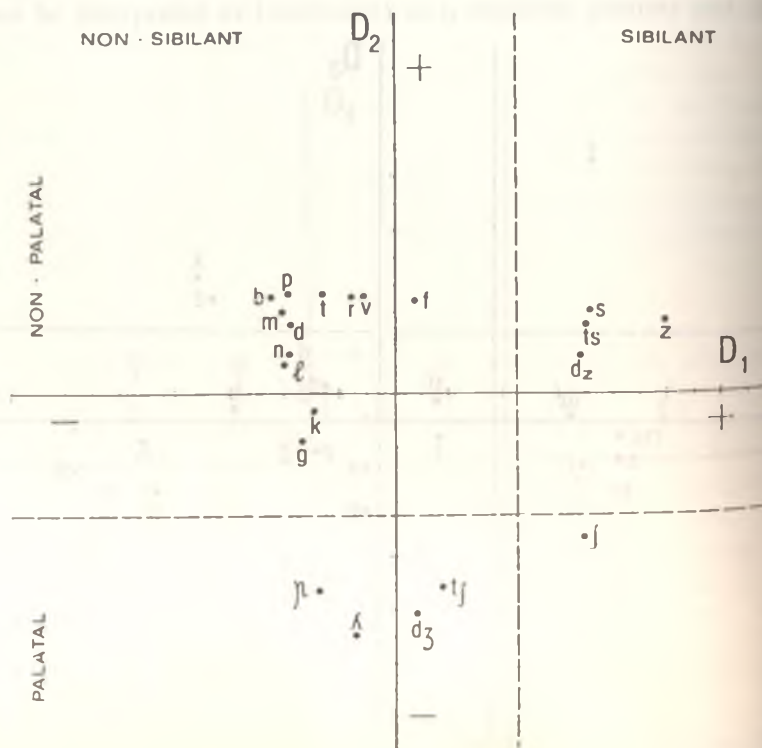 NON - SIBILANT D₂ SIBILANT
+
NON - PALATAL
b p t r v f
m d
n
ℓ
s
ts z
dz
D₁
k
g
− +
ʃ
ɲ tʃ
ʎ dʒ
PALATAL
−